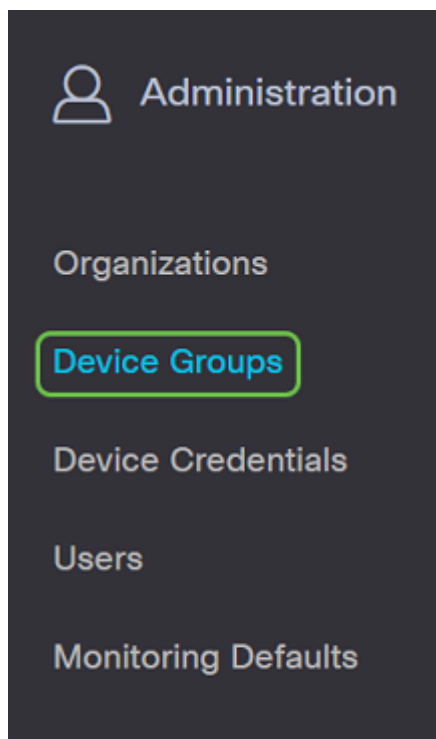 Administration
Organizations
Device Groups
Device Credentials
Users
Monitoring Defaults